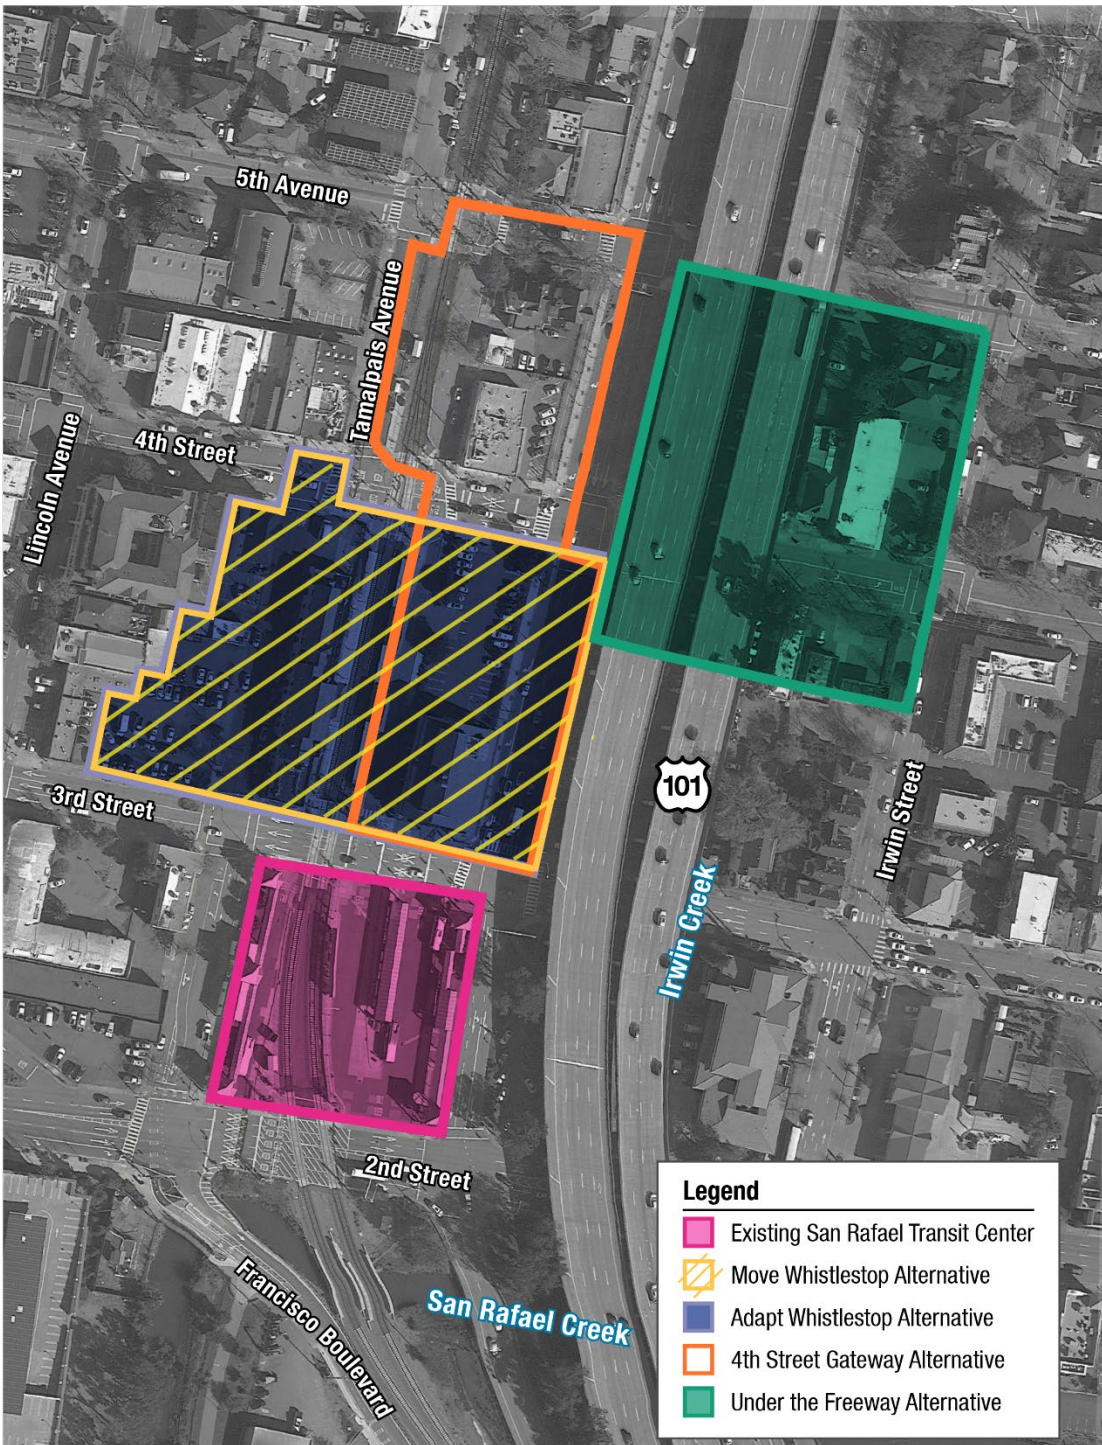 5th Avenue
Tamalpais Avenue
4th Street
Lincoln Avenue
3rd Street
101
Irwin Street
Irwin Creek
2nd Street
Francisco Boulevard
San Rafael Creek
Legend
Existing San Rafael Transit Center
Move Whistlestop Alternative
Adapt Whistlestop Alternative
4th Street Gateway Alternative
Under the Freeway Alternative